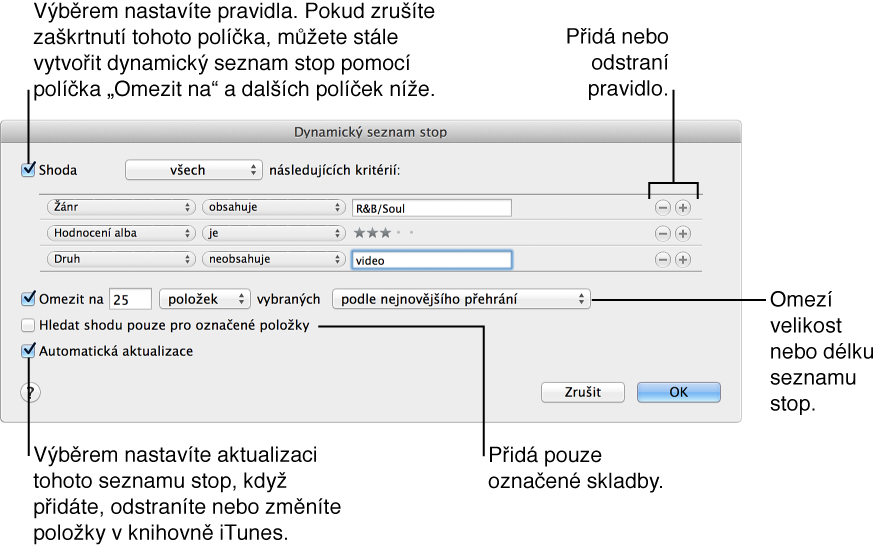 Výběrem nastavíte pravidla. Pokud zrušíte
zaškrtnutí tohoto políčka, můžete stále
vytvořit dynamický seznam stop pomocí
políčka „Omezit na“ a dalších políček níže.
Přidá nebo
odstraní
pravidlo.
Dynamický seznam stop
Shoda všech následujících kritérií:
Žánr obsahuje R&B/Soul
Hodnocení alba je ★★★
Druh neobsahuje video
Omezit na 25 položek vybraných podle nejnovějšího přehrání
Hledat shodu pouze pro označené položky
Automatická aktualizace
? Zrušit OK
Omezí
velikost
nebo délku
seznamu
stop.
Výběrem nastavíte aktualizaci
tohoto seznamu stop, když
přidáte, odstraníte nebo změníte
položky v knihovně iTunes.
Přidá pouze
označené skladby.